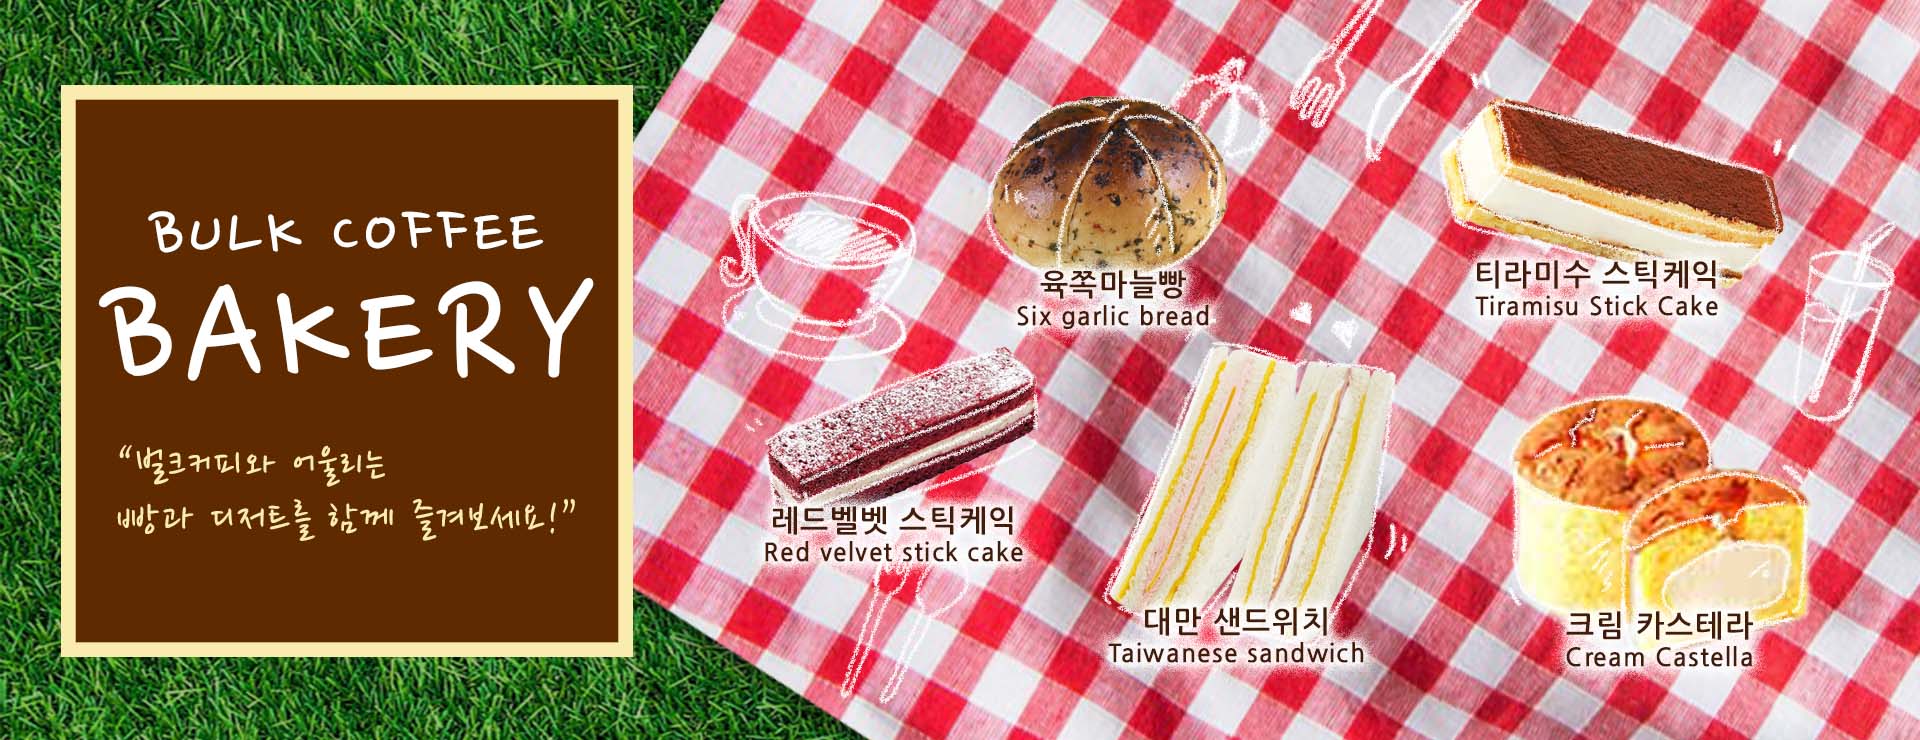 BULK COFFEE
BAKERY
“벌크커피와 어울리는
빵과 디저트를 함께 즐겨보세요!”
육쪽마늘빵
Six garlic bread
티라미수 스틱케익
Tiramisu Stick Cake
레드벨벳 스틱케익
Red velvet stick cake
대만 샌드위치
Taiwanese sandwich
크림 카스테라
Cream Castella